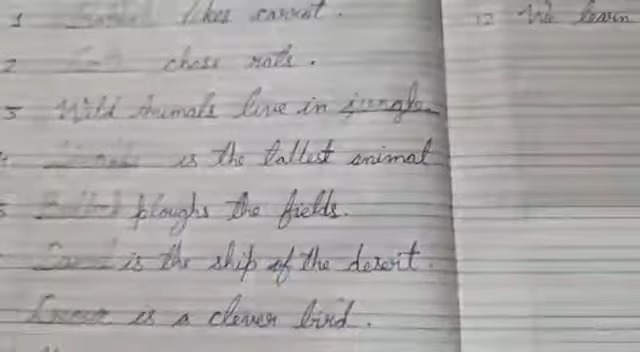 1 likes carrot.
2 chase rats.
3 Wild Animals live in jungle
is the tallest animal
ploughs the fields.
is the ship of the desert.
is a clever bird.
12 We learn